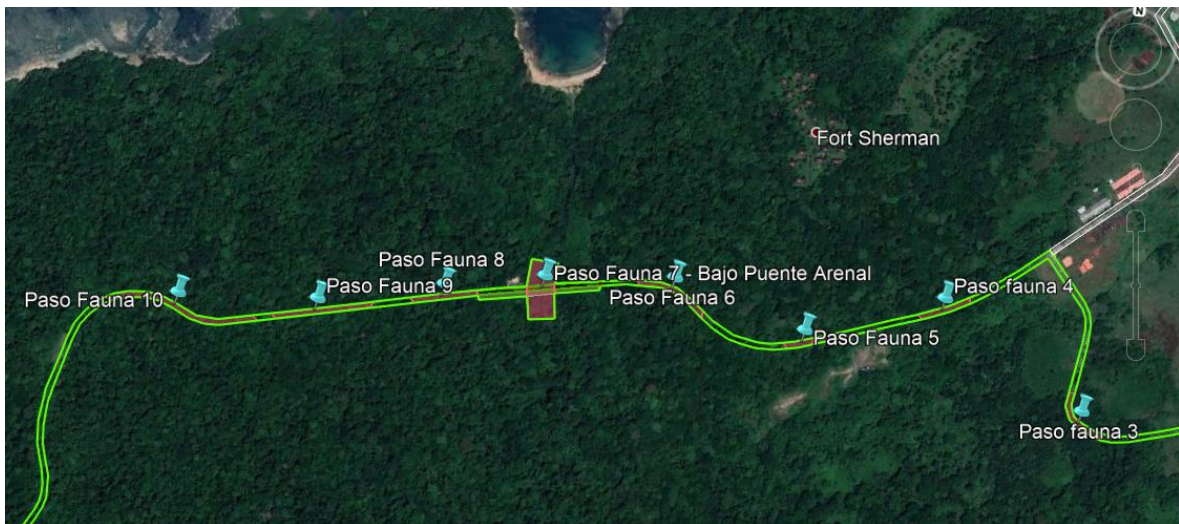 N
Fort Sherman
Paso Fauna 8
Paso Fauna 7 - Bajo Puente Arenal
Paso Fauna 9
Paso fauna 4
Paso Fauna 10
Paso Fauna 6
Paso Fauna 5
Paso fauna 3